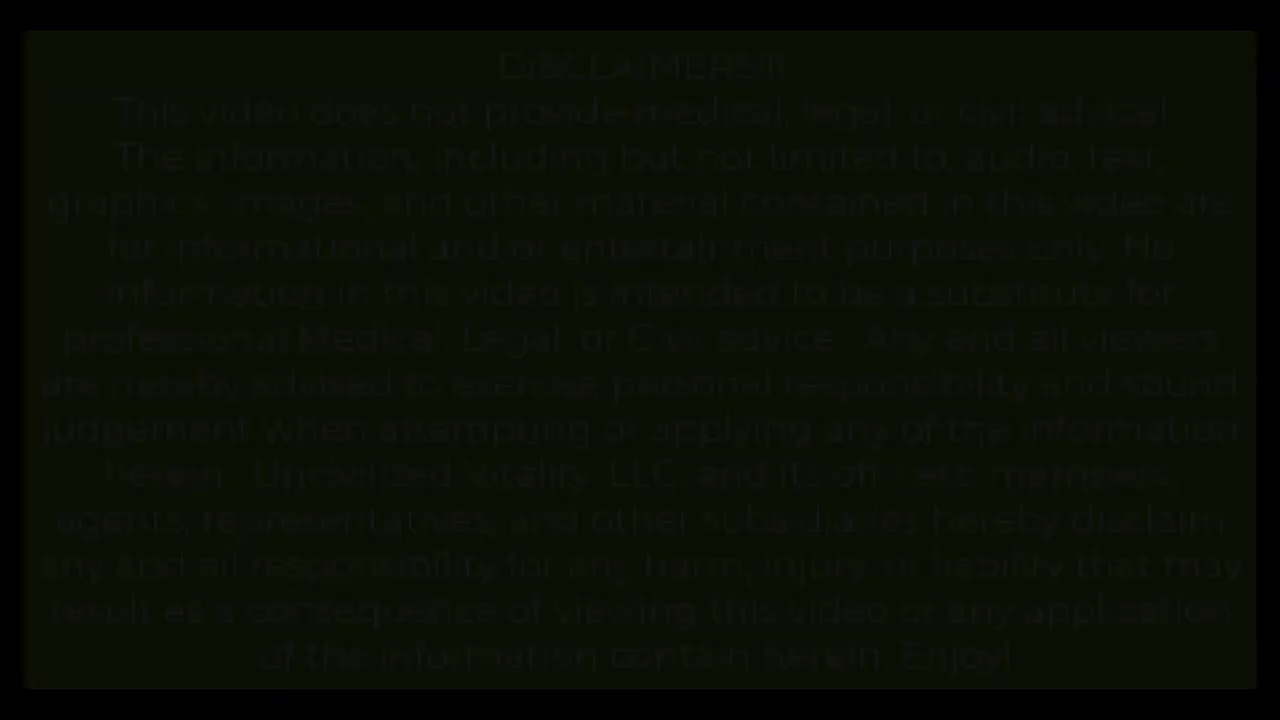 DISCLAIMER!!!
This video does not provide medical, legal, or civil advice!
The information, including but not limited to, audio, text,
graphics, images, and other material contained in this video are
for informational and/or entertainment purposes only. No
information in this video is intended to be a substitute for
professional Medical, Legal, or Civil advice. Any and all viewers
are hereby advised to exercise personal responsibility and sound
judgement when attempting or applying any of the information
herein. Uncivilized Vitality, LLC, and its officers, members,
agents, representatives, and other subsidiaries hereby disclaim
any and all responsibility for any harm, injury, or liability that may
result as a consequence of viewing this video or any application
of the information contain herein. Enjoy!